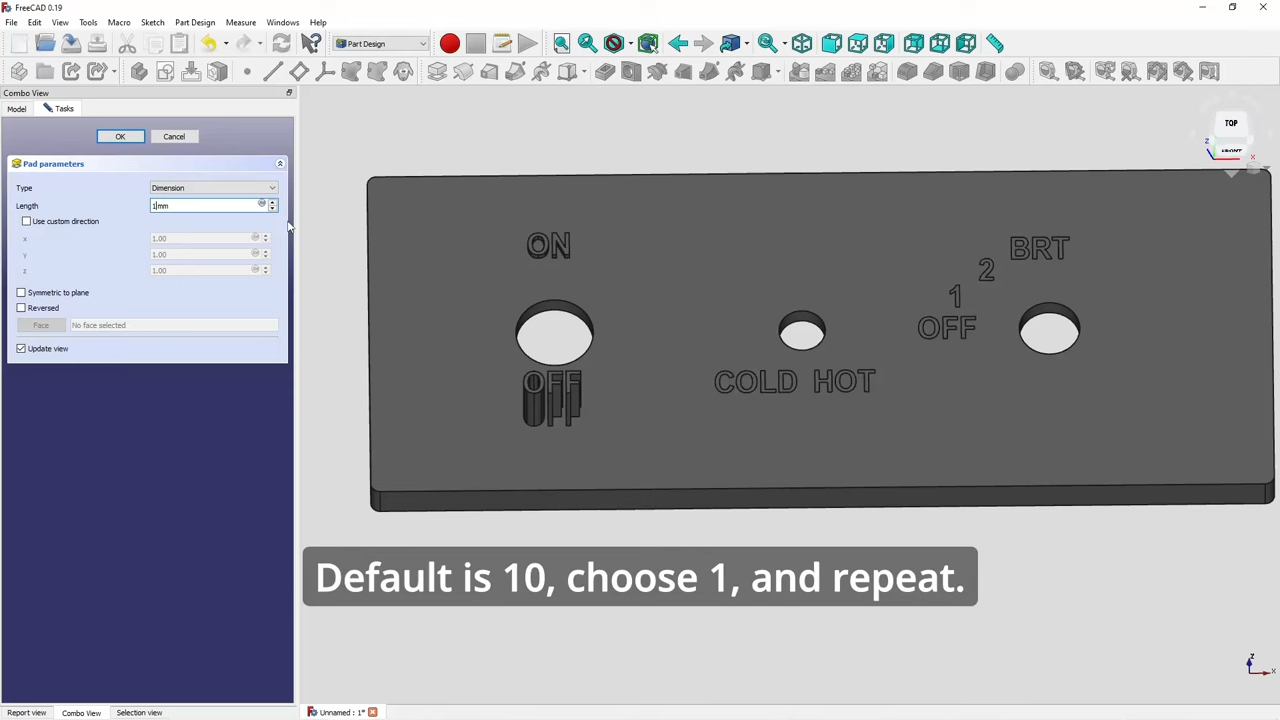 FreeCAD 0.19
File Edit View Tools Macro Sketch Part Design Measure Windows Help
Part Design
Combo View
Model Tasks
OK Cancel
Pad parameters
Type Dimension
Length 1mm
Use custom direction
x 1.00
y 1.00
z 1.00
Symmetric to plane
Reversed
Face No face selected
Update view
TOP
FRONT
z
x
ON
BRT
2
1
OFF
COLD HOT
OFF
Default is 10, choose 1, and repeat.
z
x
Report view Combo View Selection view
Unnamed : 1*